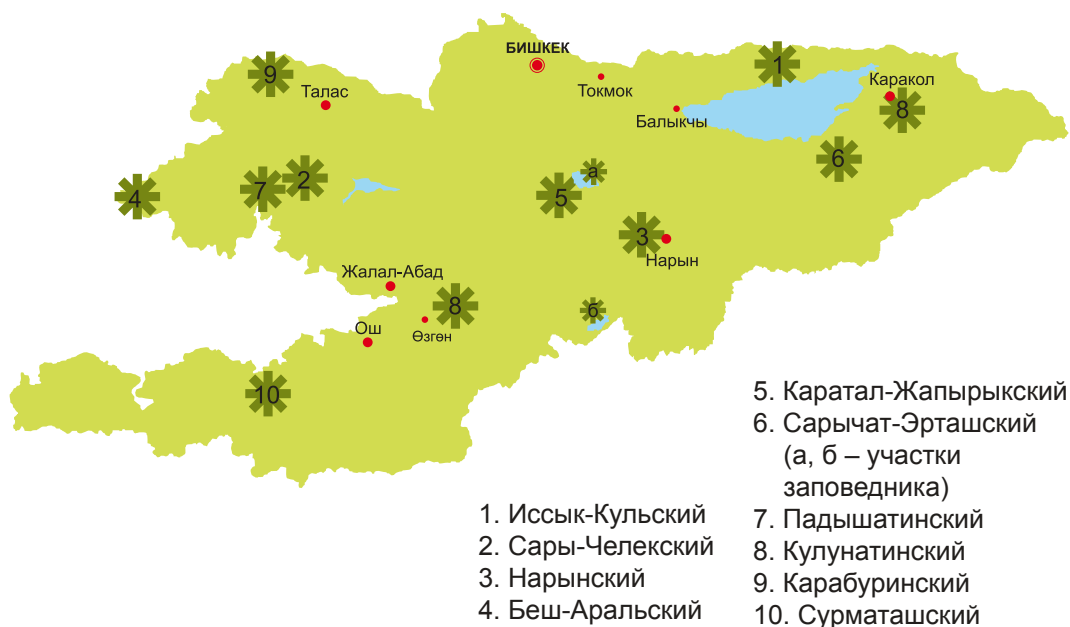 БИШКЕК
1
9
Талас
Токмок
Каракол
Балыкчы
8
6
а
2
7
4
5
3
Нарын
Жалал-Абад
8
б
Ош
Өзгөн
10
1. Иссык-Кульский
2. Сары-Челекский
3. Нарынский
4. Беш-Аральский
5. Каратал-Жапырыкский
6. Сарычат-Эрташский
(а, б – участки
заповедника)
7. Падышатинский
8. Кулунатинский
9. Карабуринский
10. Сурматашский